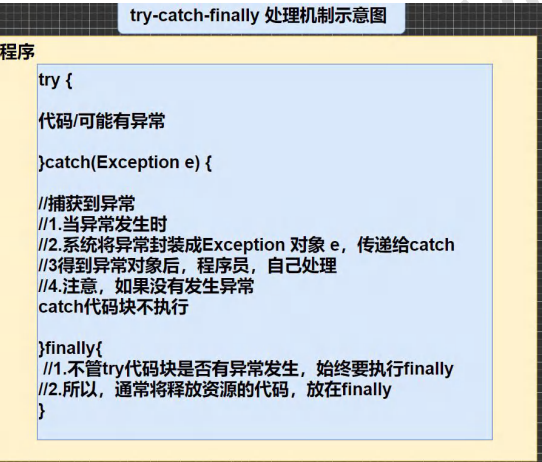 try-catch-finally 处理机制示意图
程序
try {
代码/可能有异常
}catch(Exception e) {
//捕获到异常
//1.当异常发生时
//2.系统将异常封装成Exception 对象 e，传递给catch
//3得到异常对象后，程序员，自己处理
//4.注意，如果没有发生异常
catch代码块不执行
}finally{
//1.不管try代码块是否有异常发生，始终要执行finally
//2.所以，通常将释放资源的代码，放在finally
}